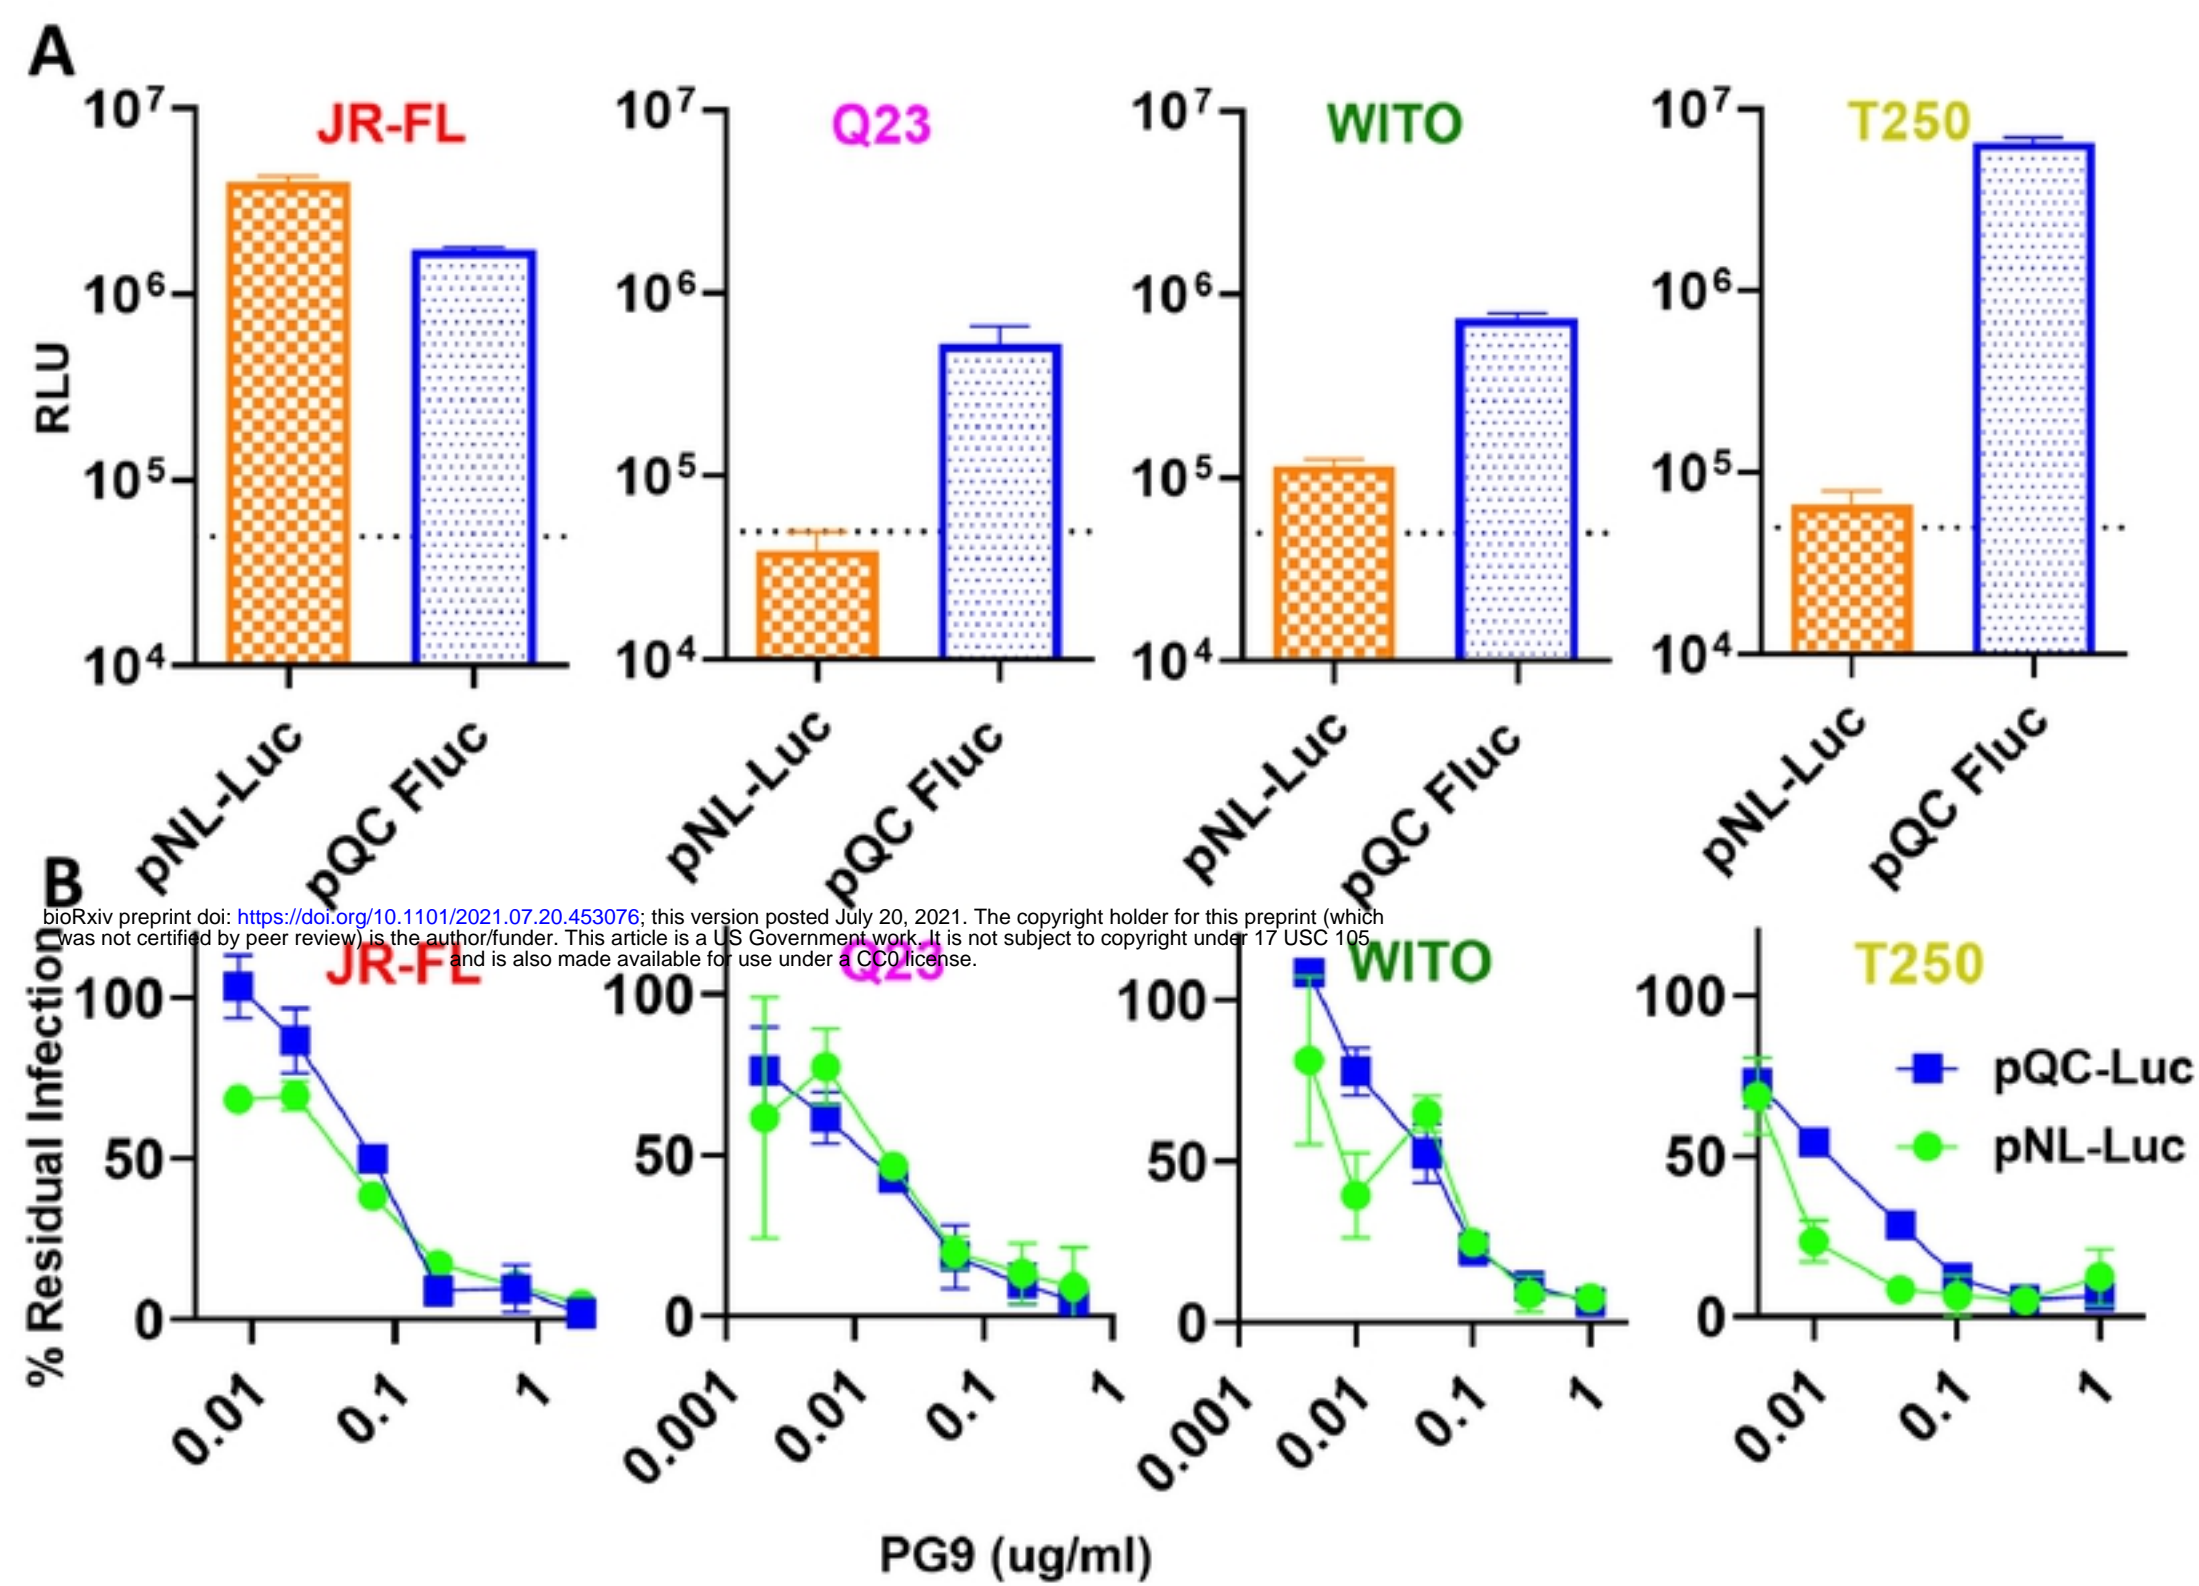 A
JR-FL
Q23
WITO
T250
RLU
10⁷
10⁶
10⁵
10⁴
10⁷
10⁶
10⁵
10⁴
10⁷
10⁶
10⁵
10⁴
10⁷
10⁶
10⁵
10⁴
pNL-Luc
pQC Fluc
pNL-Luc
pQC Fluc
pNL-Luc
pQC Fluc
pNL-Luc
pQC Fluc
B
bioRxiv preprint doi: https://doi.org/10.1101/2021.07.20.453076; this version posted July 20, 2021. The copyright holder for this preprint (which
was not certified by peer review) is the author/funder. This article is a US Government work. It is not subject to copyright under 17 USC 105
and is also made available for use under a CC0 license.
JR-FL
Q23
WITO
T250
% Residual Infection
100
50
0
100
50
0
100
50
0
100
50
0
pQC-Luc
pNL-Luc
0.01
0.1
1
0.001
0.01
0.1
1
0.001
0.01
0.1
1
0.01
0.1
1
PG9 (ug/ml)